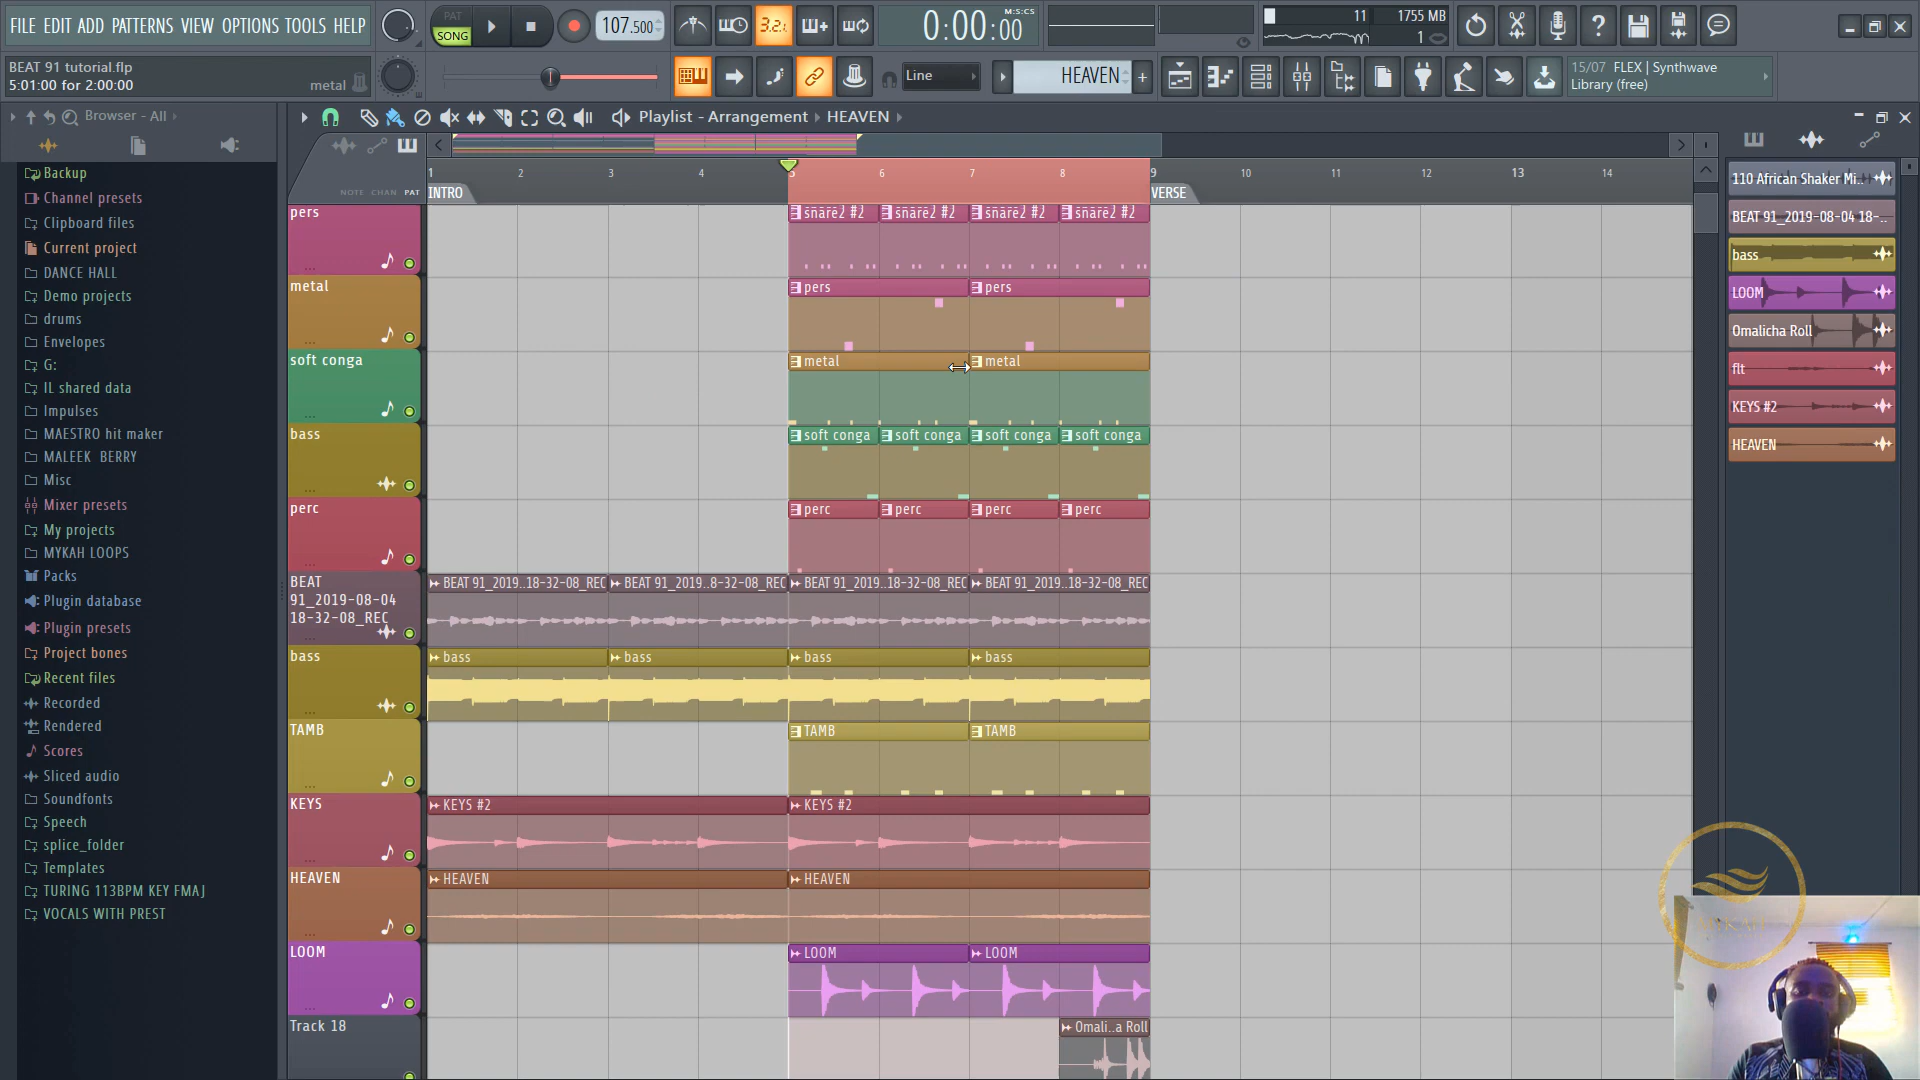 FILE EDIT ADD PATTERNS VIEW OPTIONS TOOLS HELP
PAT
SONG
107.500
3.2.
0:00:00
M:S:CS
11
1755 MB
1
BEAT 91 tutorial.flp
5:01:00 for 2:00:00
metal
Line
HEAVEN
15/07 FLEX | Synthwave
Library (free)
Browser - All
Playlist - Arrangement
HEAVEN
Backup
Channel presets
Clipboard files
Current project
DANCE HALL
Demo projects
drums
Envelopes
G:
IL shared data
Impulses
MAESTRO hit maker
MALEEK BERRY
Misc
Mixer presets
My projects
MYKAH LOOPS
Packs
Plugin database
Plugin presets
Project bones
Recent files
Recorded
Rendered
Scores
Sliced audio
Soundfonts
Speech
splice_folder
Templates
TURING 113BPM KEY FMAJ
VOCALS WITH PREST
NOTE CHAN PAT
1 2 3 4 5 6 7 8 9 10 11 12 13 14
INTRO
VERSE
pers
snare2 #2 snare2 #2 snare2 #2 snare2 #2
metal
pers pers
soft conga
metal metal
bass
soft conga soft conga soft conga soft conga
perc
perc perc perc perc
BEAT
91_2019-08-04
18-32-08_REC
BEAT 91_2019..18-32-08_REC BEAT 91_2019..8-32-08_REC BEAT 91_2019..18-32-08_REC BEAT 91_2019..18-32-08_REC
bass
bass bass bass bass
TAMB
TAMB TAMB
KEYS
KEYS #2 KEYS #2
HEAVEN
HEAVEN HEAVEN
LOOM
LOOM LOOM
Track 18
Omali..a Roll
110 African Shaker Mi..
BEAT 91_2019-08-04 18-..
bass
LOOM
Omalicha Roll
flt
KEYS #2
HEAVEN
MYKAH